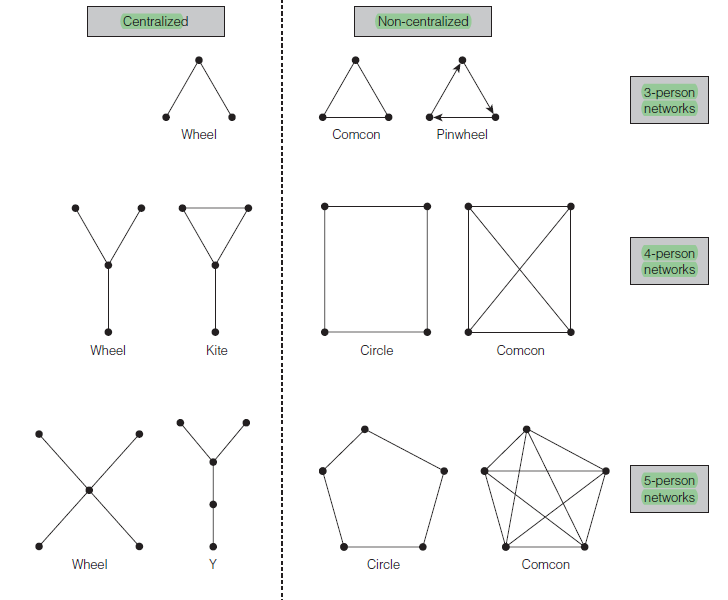 Centralized
Non-centralized
3-person
networks
Wheel
Comcon
Pinwheel
4-person
networks
Wheel
Kite
Circle
Comcon
5-person
networks
Wheel
Y
Circle
Comcon